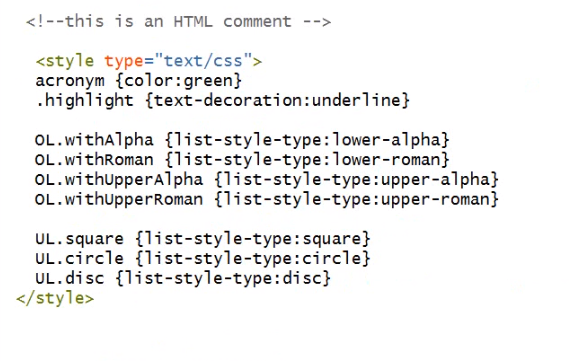 <!--this is an HTML comment -->
<style type="text/css">
acronym {color:green}
.highlight {text-decoration:underline}
OL.withAlpha {list-style-type:lower-alpha}
OL.withRoman {list-style-type:lower-roman}
OL.withUpperAlpha {list-style-type:upper-alpha}
OL.withUpperRoman {list-style-type:upper-roman}
UL.square {list-style-type:square}
UL.circle {list-style-type:circle}
UL.disc {list-style-type:disc}
</style>